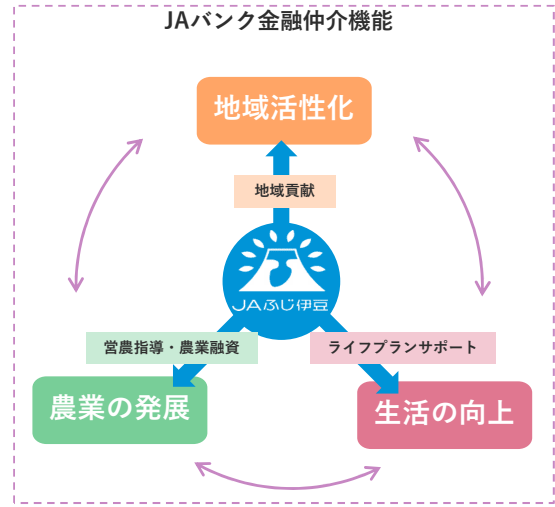 JAバンク金融仲介機能
地域活性化
地域貢献
JAふじ伊豆
営農指導・農業融資
ライフプランサポート
農業の発展
生活の向上